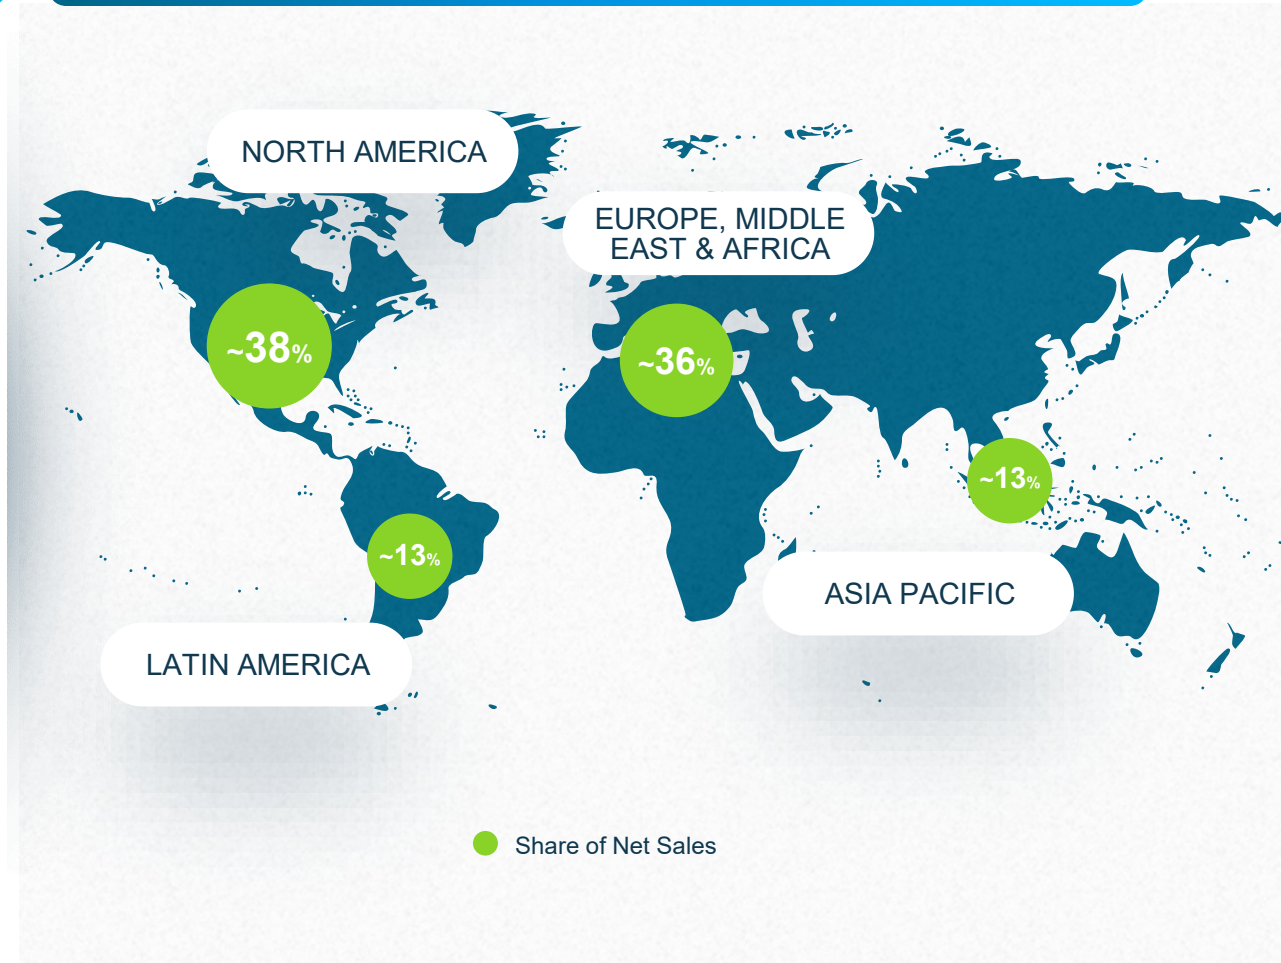 NORTH AMERICA
EUROPE, MIDDLE
EAST & AFRICA
~38%
~36%
~13%
~13%
ASIA PACIFIC
LATIN AMERICA
Share of Net Sales